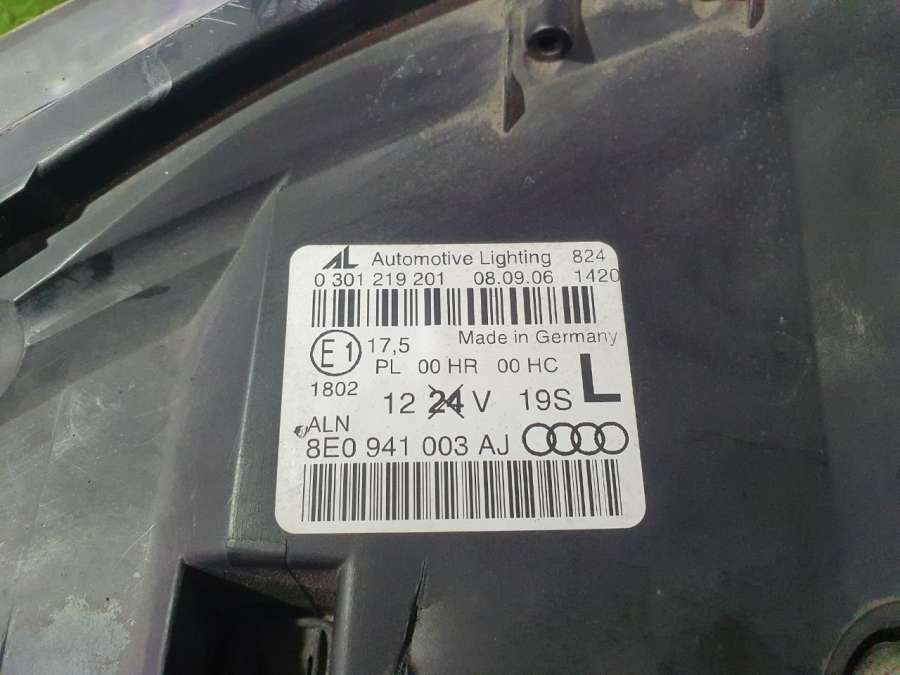 AL Automotive Lighting 824
0 301 219 201 08.09.06 1420
Made in Germany
E1 17,5
PL 00 HR 00 HC L
1802
12 24 V 19S
ALN
8E0 941 003 AJ